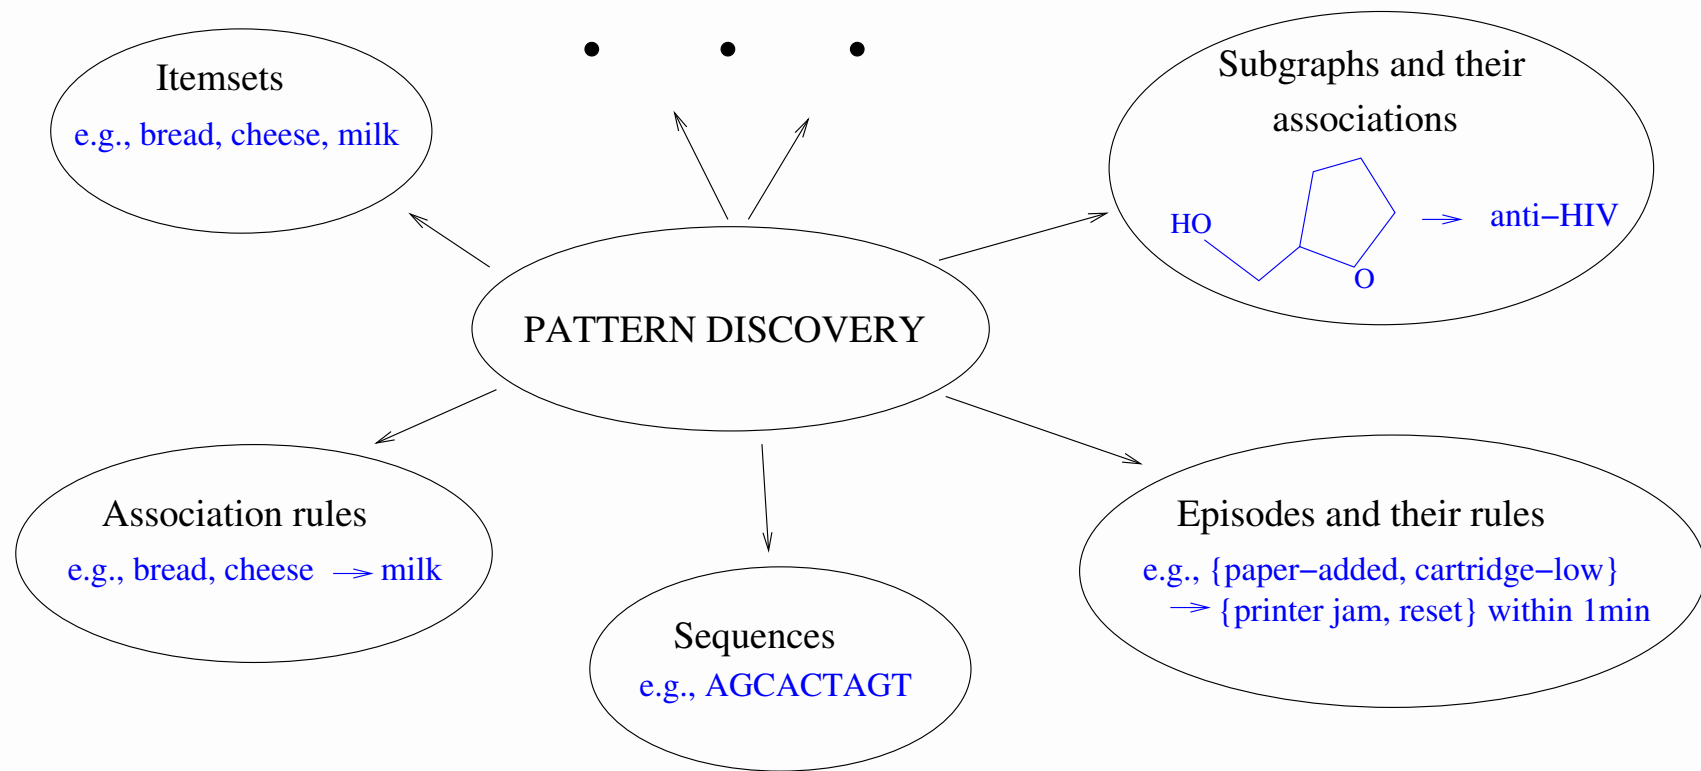 Itemsets
e.g., bread, cheese, milk
Subgraphs and their
associations
HO
O
→ anti−HIV
PATTERN DISCOVERY
Association rules
e.g., bread, cheese → milk
Sequences
e.g., AGCACTAGT
Episodes and their rules
e.g., {paper−added, cartridge−low}
→ {printer jam, reset} within 1min